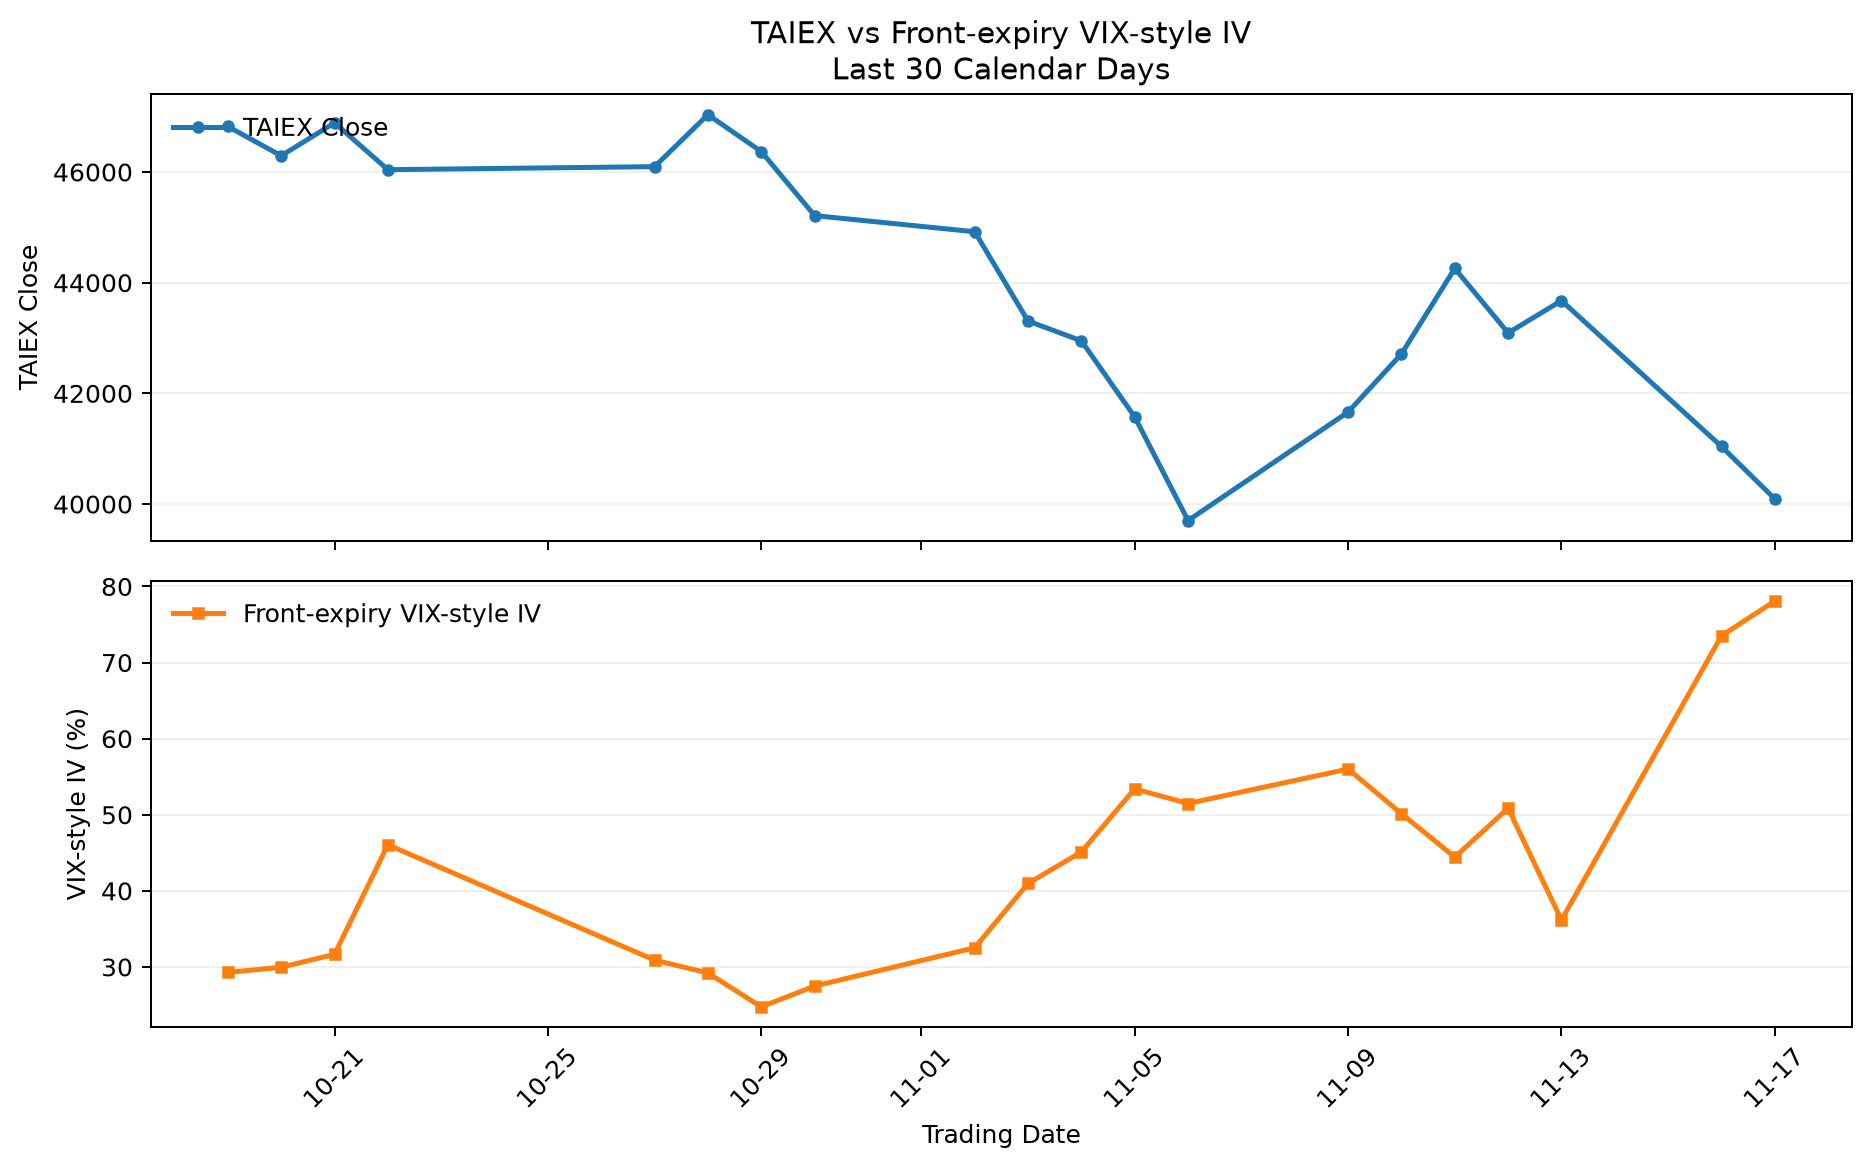 TAIEX vs Front-expiry VIX-style IV
Last 30 Calendar Days
TAIEX Close
46000
44000
42000
40000
TAIEX Close
Front-expiry VIX-style IV
80
70
60
50
40
30
VIX-style IV (%)
10-21
10-25
10-29
11-01
11-05
11-09
11-13
11-17
Trading Date